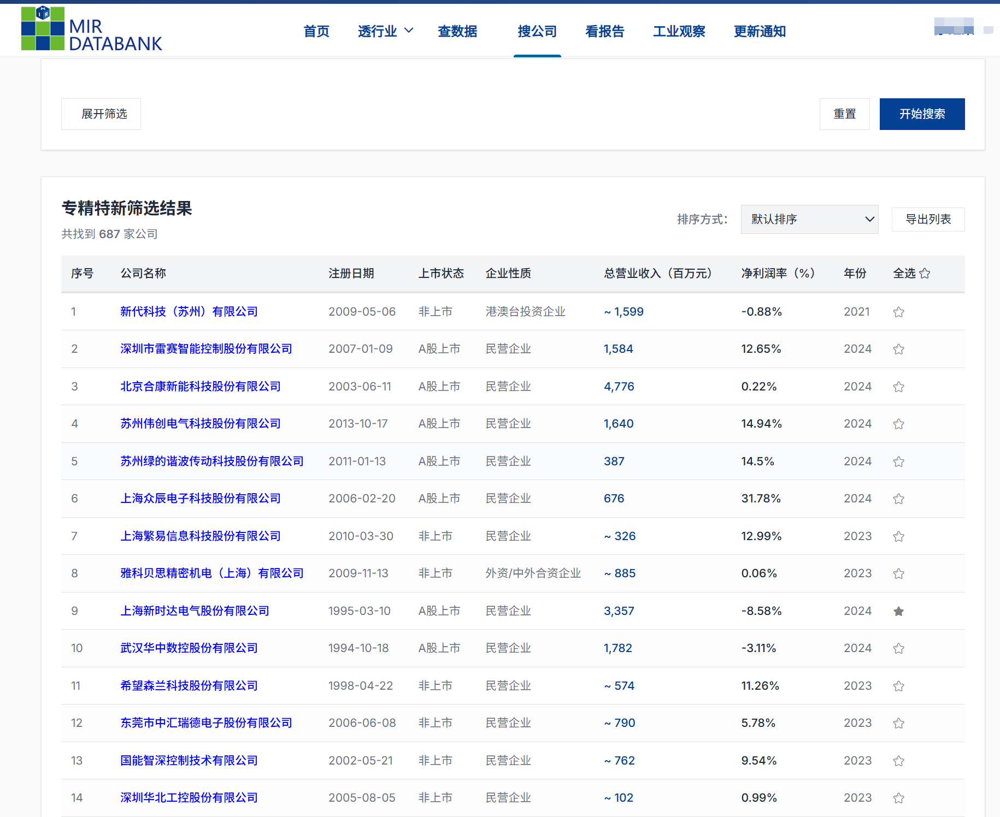 MIR
DATABANK
首页 透行业 查数据 搜公司 看报告 工业观察 更新通知
展开筛选 重置 开始搜索
专精特新筛选结果
共找到 687 家公司
排序方式： 默认排序 导出列表
序号 公司名称 注册日期 上市状态 企业性质 总营业收入（百万元） 净利润率（%） 年份 全选
1 新代科技（苏州）有限公司 2009-05-06 非上市 港澳台投资企业 ~ 1,599 -0.88% 2021
2 深圳市雷赛智能控制股份有限公司 2007-01-09 A股上市 民营企业 1,584 12.65% 2024
3 北京合康新能科技股份有限公司 2003-06-11 A股上市 民营企业 4,776 0.22% 2024
4 苏州伟创电气科技股份有限公司 2013-10-17 A股上市 民营企业 1,640 14.94% 2024
5 苏州绿的谐波传动科技股份有限公司 2011-01-13 A股上市 民营企业 387 14.5% 2024
6 上海众辰电子科技股份有限公司 2006-02-20 A股上市 民营企业 676 31.78% 2024
7 上海繁易信息科技股份有限公司 2010-03-30 非上市 民营企业 ~ 326 12.99% 2023
8 雅科贝思精密机电（上海）有限公司 2009-11-13 非上市 外资/中外合资企业 ~ 885 0.06% 2023
9 上海新时达电气股份有限公司 1995-03-10 A股上市 民营企业 3,357 -8.58% 2024
10 武汉华中数控股份有限公司 1994-10-18 A股上市 民营企业 1,782 -3.11% 2024
11 希望森兰科技股份有限公司 1998-04-22 非上市 民营企业 ~ 574 11.26% 2023
12 东莞市中汇瑞德电子股份有限公司 2006-06-08 非上市 民营企业 ~ 790 5.78% 2023
13 国能智深控制技术有限公司 2002-05-21 非上市 民营企业 ~ 762 9.54% 2023
14 深圳华北工控股份有限公司 2005-08-05 非上市 民营企业 ~ 102 0.99% 2023